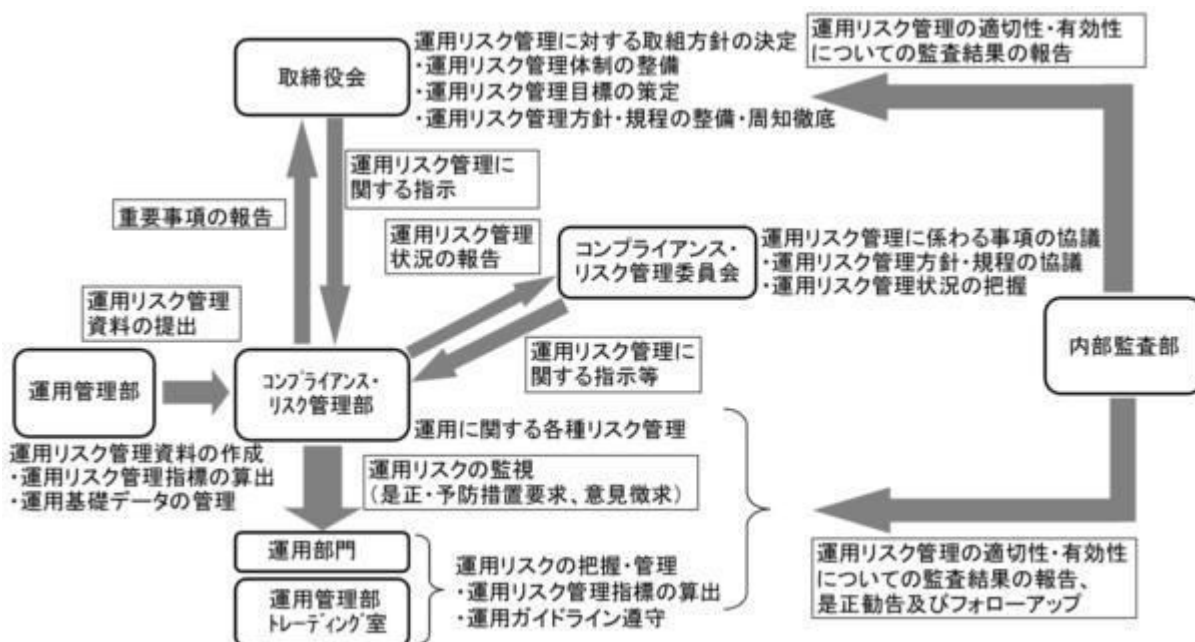 取締役会
運用リスク管理に対する取組方針の決定
・運用リスク管理体制の整備
・運用リスク管理目標の策定
・運用リスク管理方針・規程の整備・周知徹底
運用リスク管理の適切性・有効性
についての監査結果の報告
運用リスク管理に
関する指示
重要事項の報告
運用リスク管理
状況の報告
コンプライアンス・
リスク管理委員会
運用リスク管理に係わる事項の協議
・運用リスク管理方針・規程の協議
・運用リスク管理状況の把握
運用リスク管理
資料の提出
運用リスク管理に
関する指示等
内部監査部
運用管理部
コンプライアンス・
リスク管理部
運用に関する各種リスク管理
運用リスク管理資料の作成
・運用リスク管理指標の算出
・運用基礎データの管理
運用リスクの監視
（是正・予防措置要求、意見徴求）
運用部門
運用管理部
トレーディング室
運用リスクの把握・管理
・運用リスク管理指標の算出
・運用ガイドライン遵守
運用リスク管理の適切性・有効性
についての監査結果の報告、
是正勧告及びフォローアップ